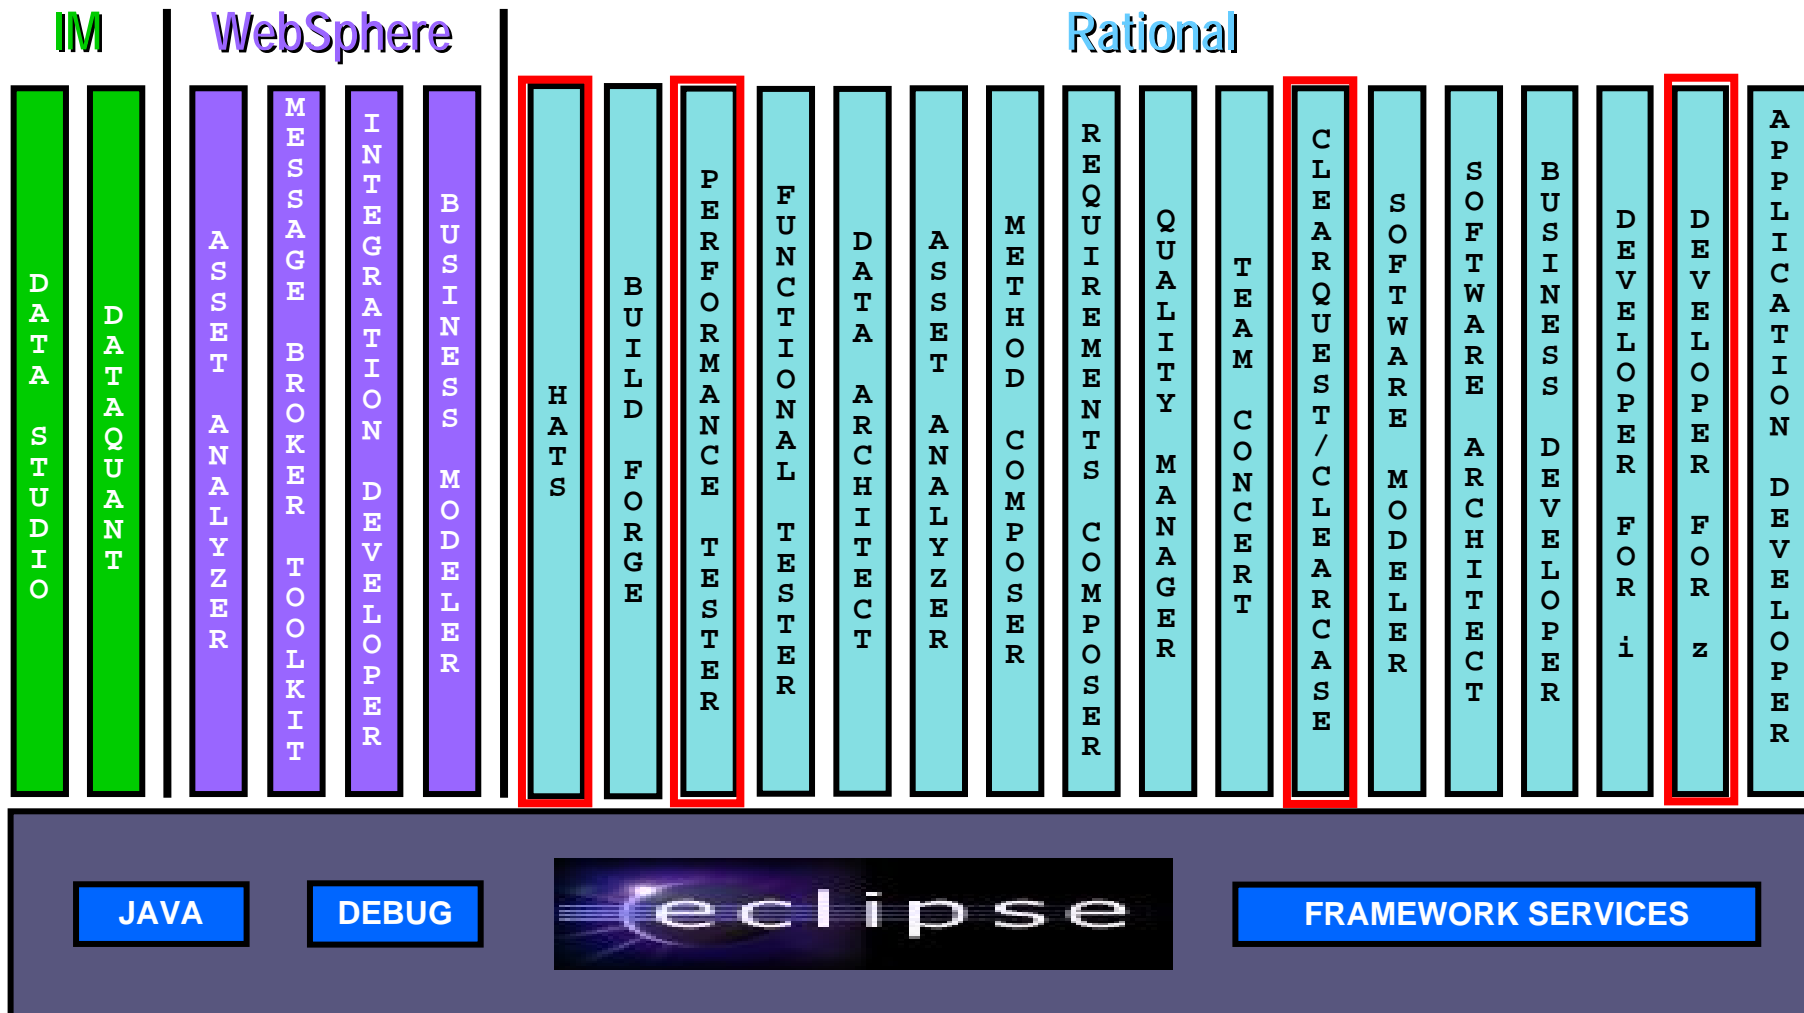 IM
WebSphere
Rational
DATA STUDIO
DATAQUANT
ASSET ANALYZER
MESSAGE BROKER TOOLKIT
INTEGRATION DEVELOPER
BUSINESS MODELER
HATS
BUILD FORGE
PERFORMANCE TESTER
FUNCTIONAL TESTER
DATA ARCHITECT
ASSET ANALYZER
METHOD COMPOSER
REQUIREMENTS COMPOSER
QUALITY MANAGER
TEAM CONCERT
CLEARQUEST/CLEARCASE
SOFTWARE MODELER
SOFTWARE ARCHITECT
BUSINESS DEVELOPER
DEVELOPER FOR i
DEVELOPER FOR z
APPLICATION DEVELOPER
JAVA
DEBUG
eclipse
FRAMEWORK SERVICES